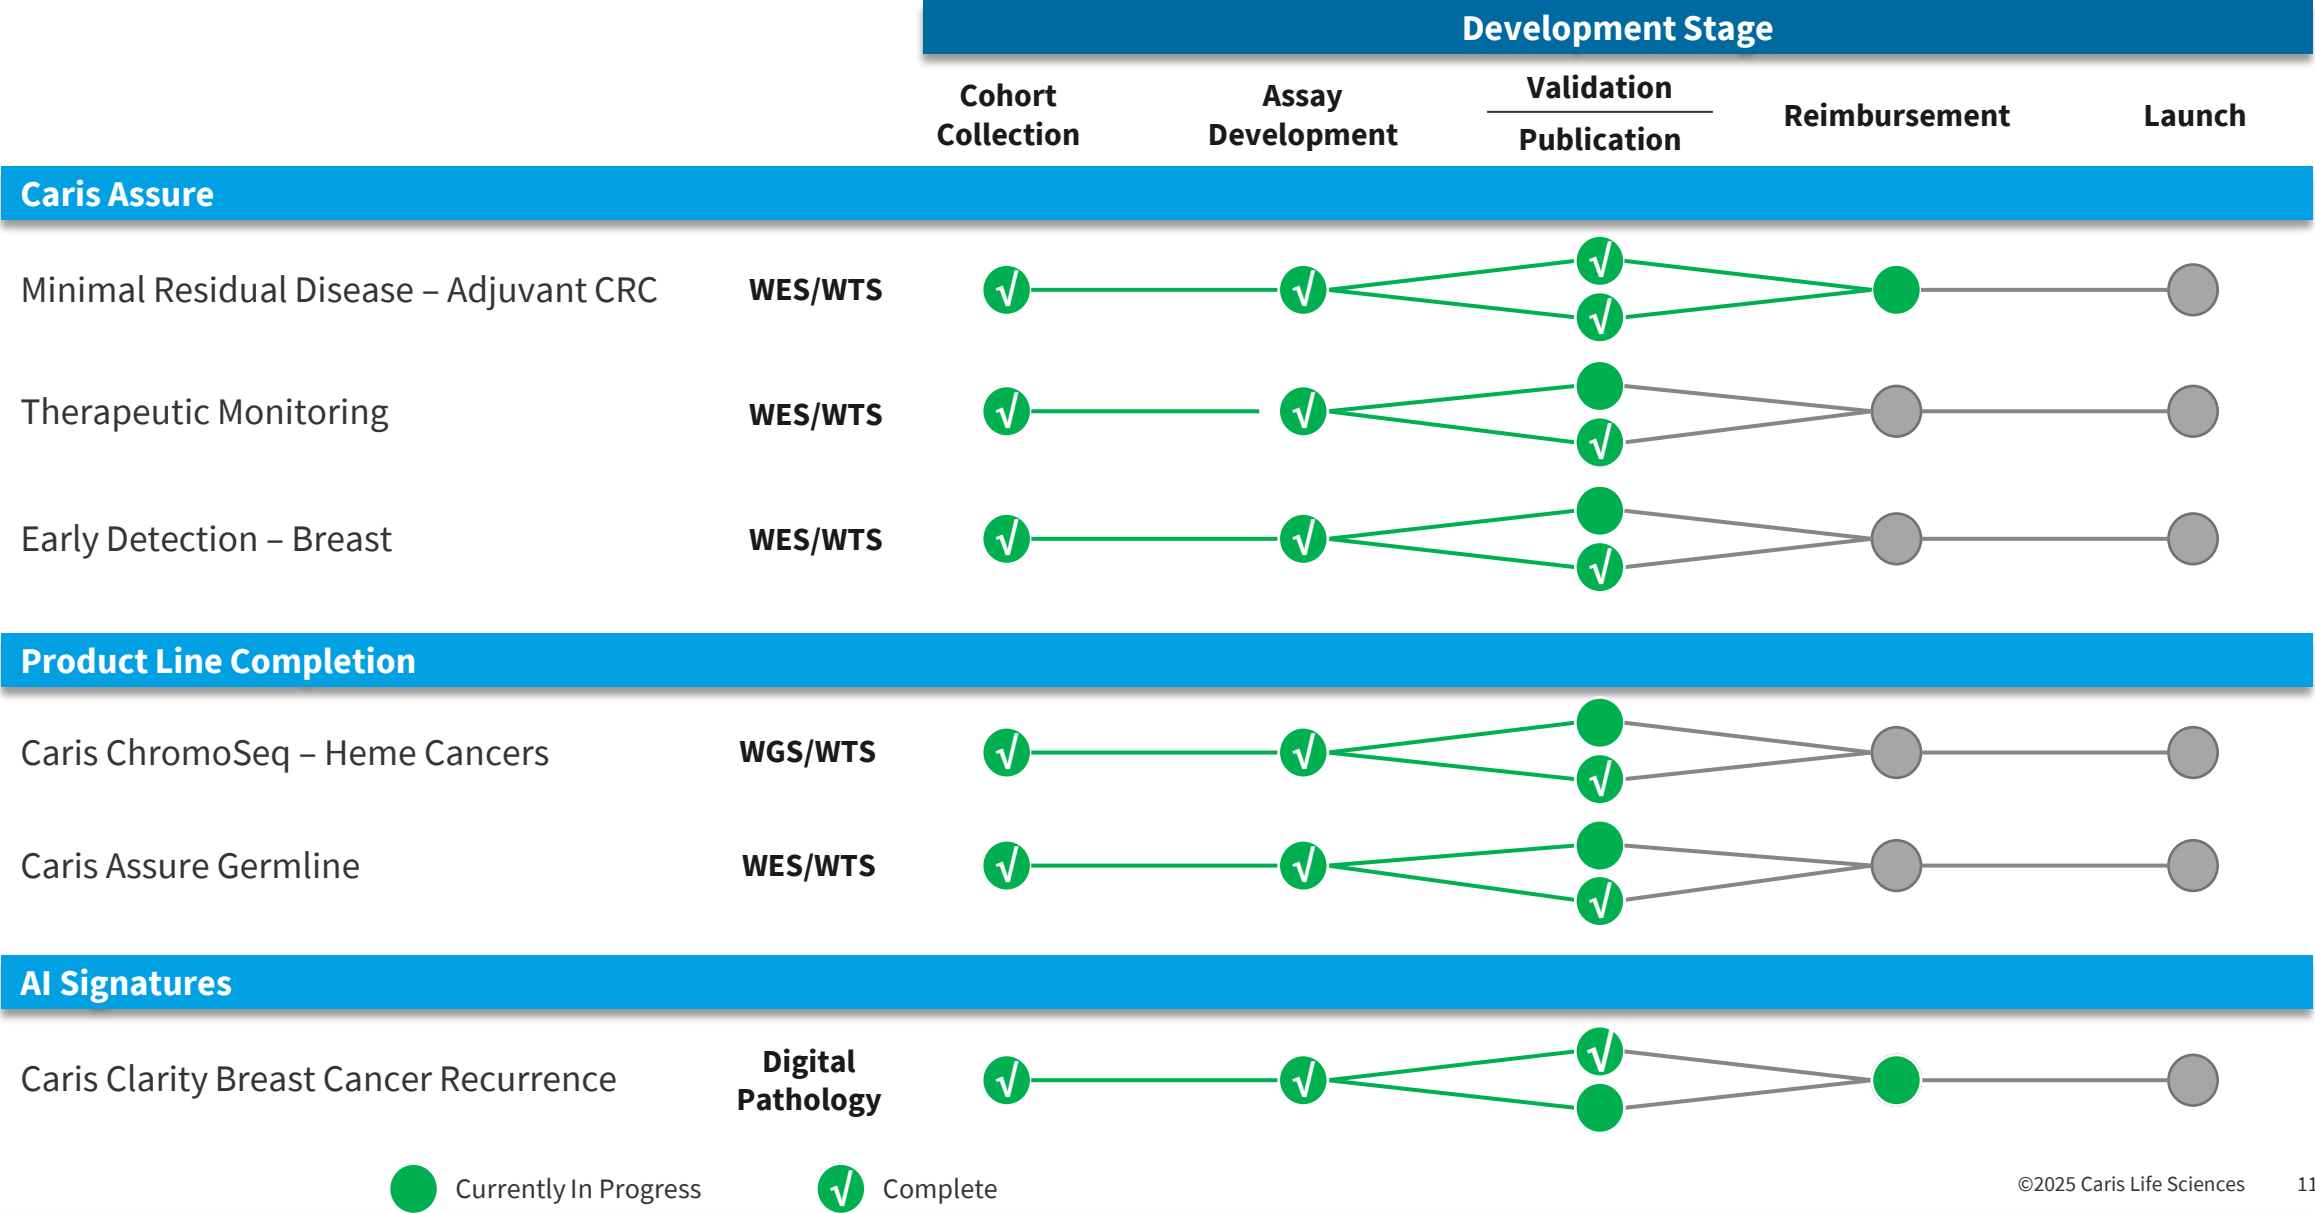 Development Stage
Cohort
Collection
Assay
Development
Validation
Publication
Reimbursement
Launch
Caris Assure
Minimal Residual Disease – Adjuvant CRC
WES/WTS
Therapeutic Monitoring
WES/WTS
Early Detection – Breast
WES/WTS
Product Line Completion
Caris ChromoSeq – Heme Cancers
WGS/WTS
Caris Assure Germline
WES/WTS
AI Signatures
Caris Clarity Breast Cancer Recurrence
Digital
Pathology
Currently In Progress
Complete
©2025 Caris Life Sciences
11